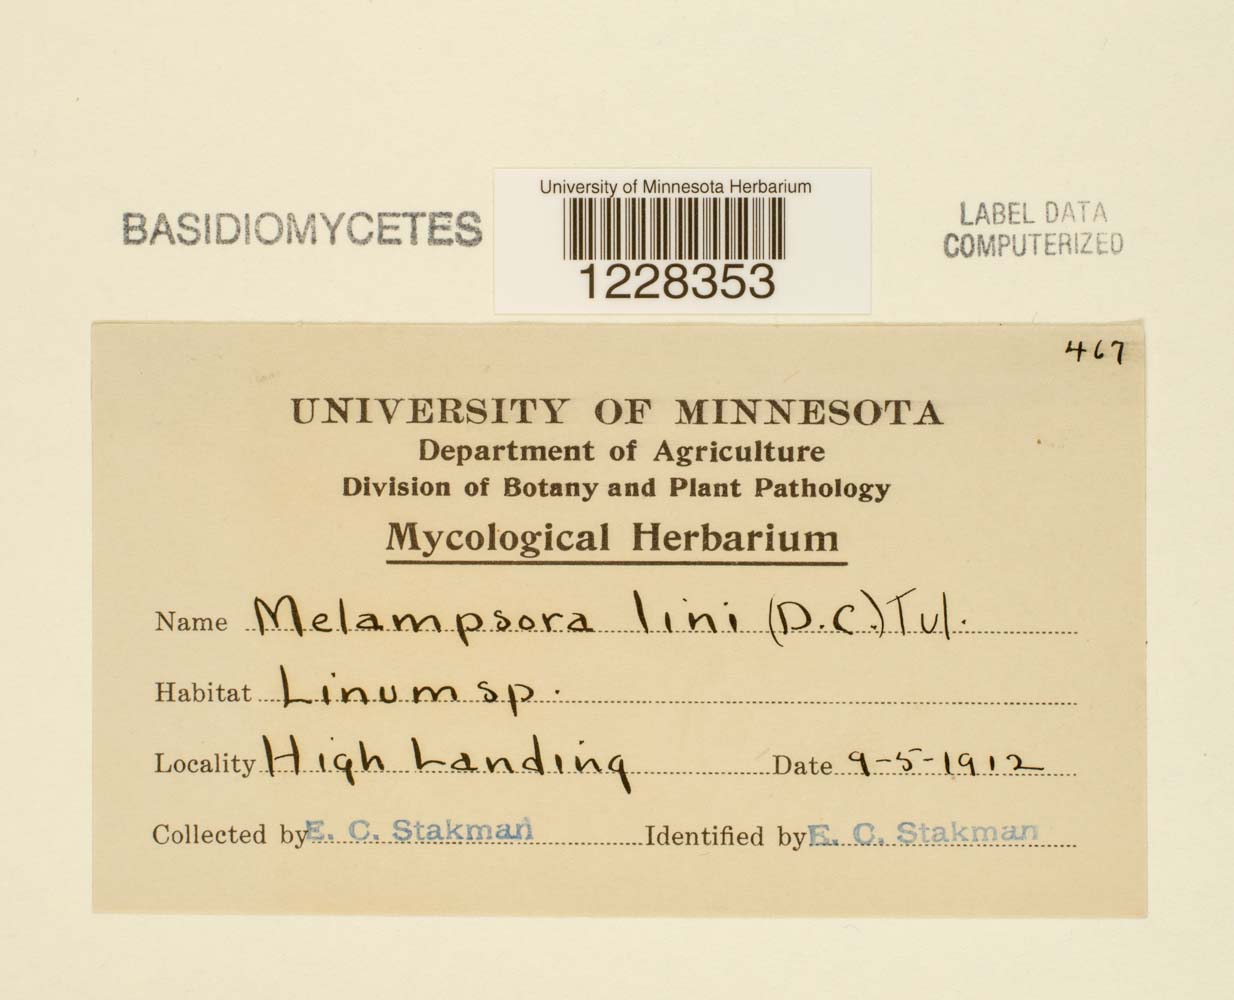 BASIDIOMYCETES
University of Minnesota Herbarium
1228353
LABEL DATA
COMPUTERIZED
467
UNIVERSITY OF MINNESOTA
Department of Agriculture
Division of Botany and Plant Pathology
Mycological Herbarium
Name Melampsora lini (D.C.) Tul.
Habitat Linum sp.
Locality High Landing Date 9-5-1912
Collected by E. C. Stakman Identified by E. C. Stakman